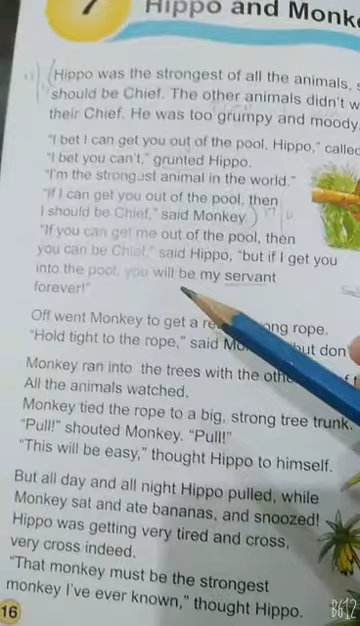 7
Hippo and Monke
Hippo was the strongest of all the animals,
should be Chief. The other animals didn't w
their Chief. He was too grumpy and moody
"I bet I can get you out of the pool, Hippo," calle
"I bet you can't," grunted Hippo.
"I'm the strongest animal in the world."
"If I can get you out of the pool, then
I should be Chief," said Monkey.
"If you can get me out of the pool, then
you can be Chief," said Hippo, "but if I get you
into the pool, you will be my servant
forever!"
Off went Monkey to get a ong rope.
"Hold tight to the rope," said Mo but don
Monkey ran into the trees with the othe of
All the animals watched.
Monkey tied the rope to a big, strong tree trunk.
"Pull!" shouted Monkey. "Pull!"
"This will be easy," thought Hippo to himself.
But all day and all night Hippo pulled, while
Monkey sat and ate bananas, and snoozed!
Hippo was getting very tired and cross,
very cross indeed.
"That monkey must be the strongest
monkey I've ever known," thought Hippo.
16
B612